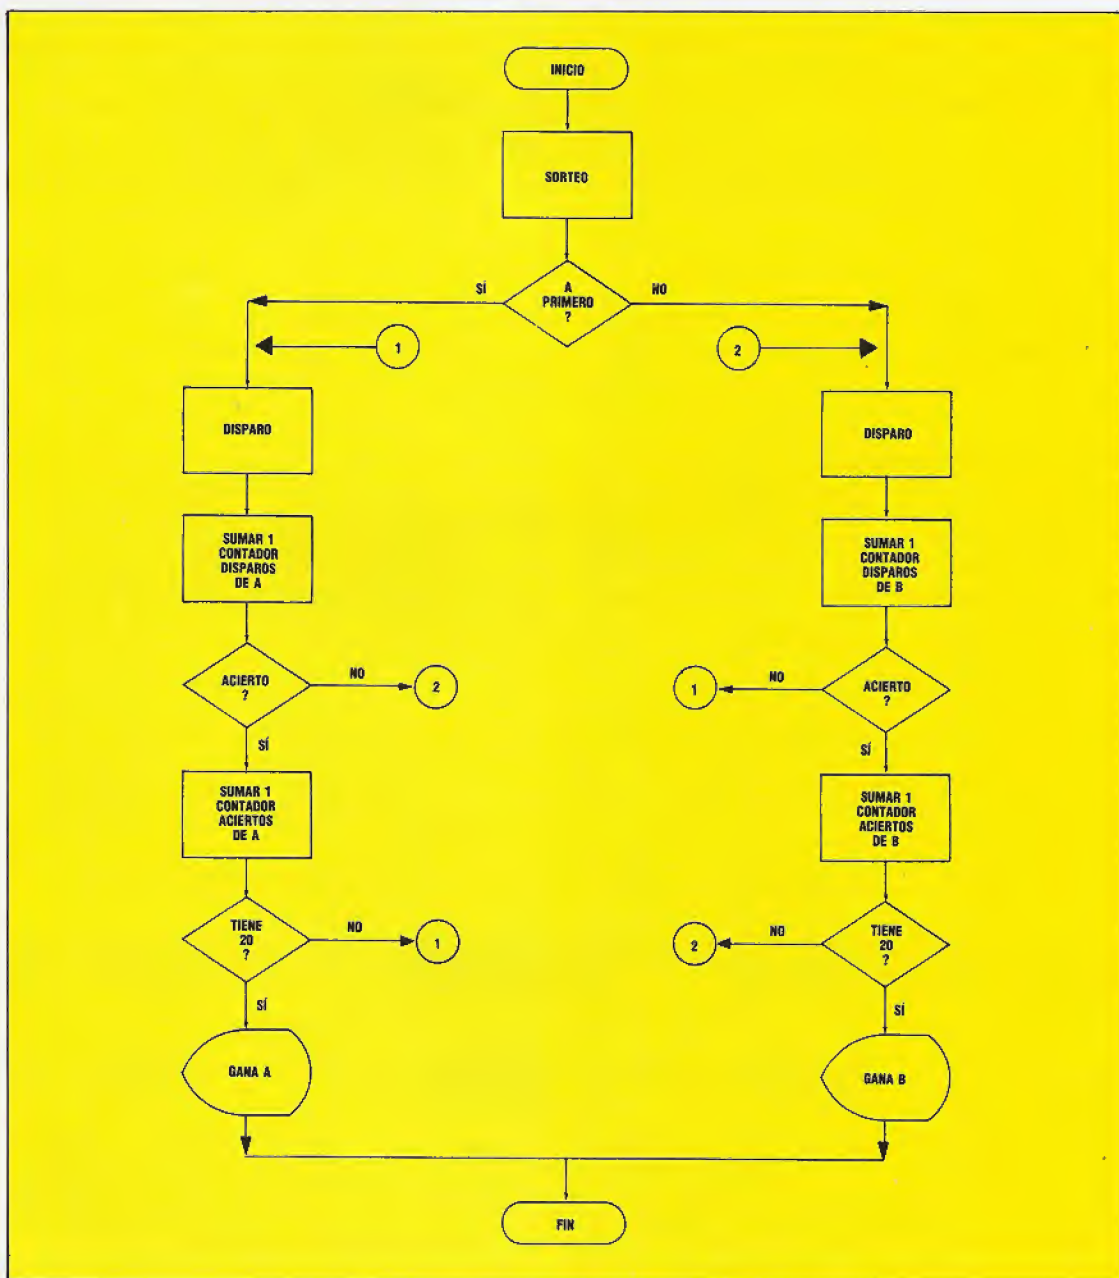 INICIO
SORTEO
A
PRIMERO
?
SÍ
NO
1
2
DISPARO
SUMAR 1
CONTADOR
DISPAROS
DE A
ACIERTO
?
NO
2
SÍ
SUMAR 1
CONTADOR
ACIERTOS
DE A
TIENE
20
?
NO
1
SÍ
GANA A
DISPARO
SUMAR 1
CONTADOR
DISPAROS
DE B
ACIERTO
?
NO
1
SÍ
SUMAR 1
CONTADOR
ACIERTOS
DE B
TIENE
20
?
NO
2
SÍ
GANA B
FIN